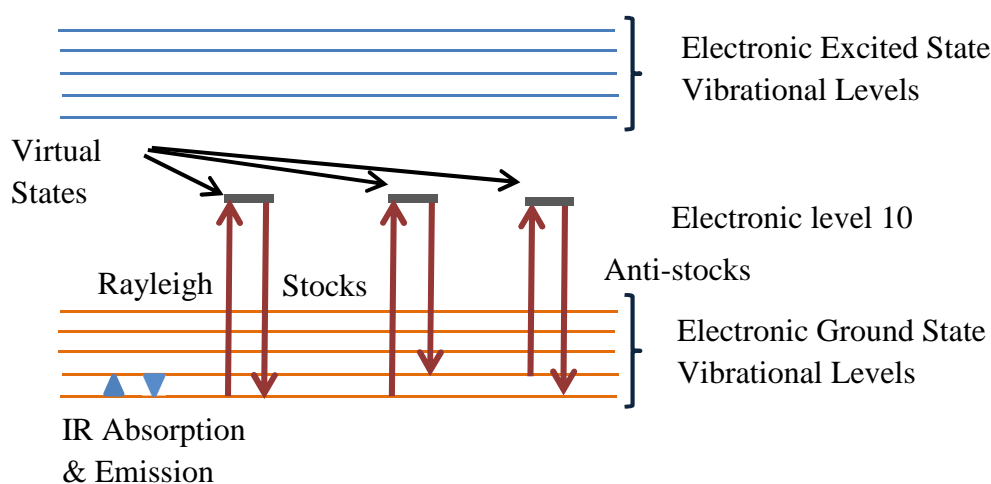 Electronic Excited State
Vibrational Levels
Virtual
States
Electronic level 10
Anti-stocks
Rayleigh
Stocks
Electronic Ground State
Vibrational Levels
IR Absorption
& Emission